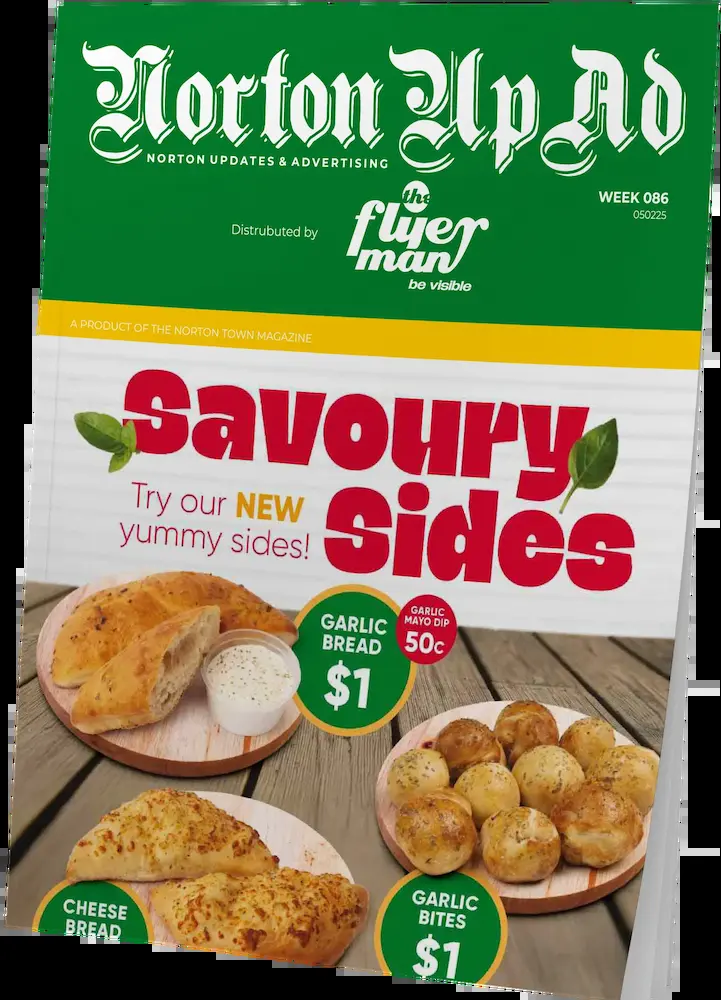 Norton Up Ad
NORTON UPDATES & ADVERTISING
WEEK 086
050225
Distrubuted by
the
flyer
man
be visible
A PRODUCT OF THE NORTON TOWN MAGAZINE
Savoury
Sides
Try our NEW
yummy sides!
GARLIC
BREAD
$1
GARLIC
MAYO DIP
50c
CHEESE
BREAD
GARLIC
BITES
$1